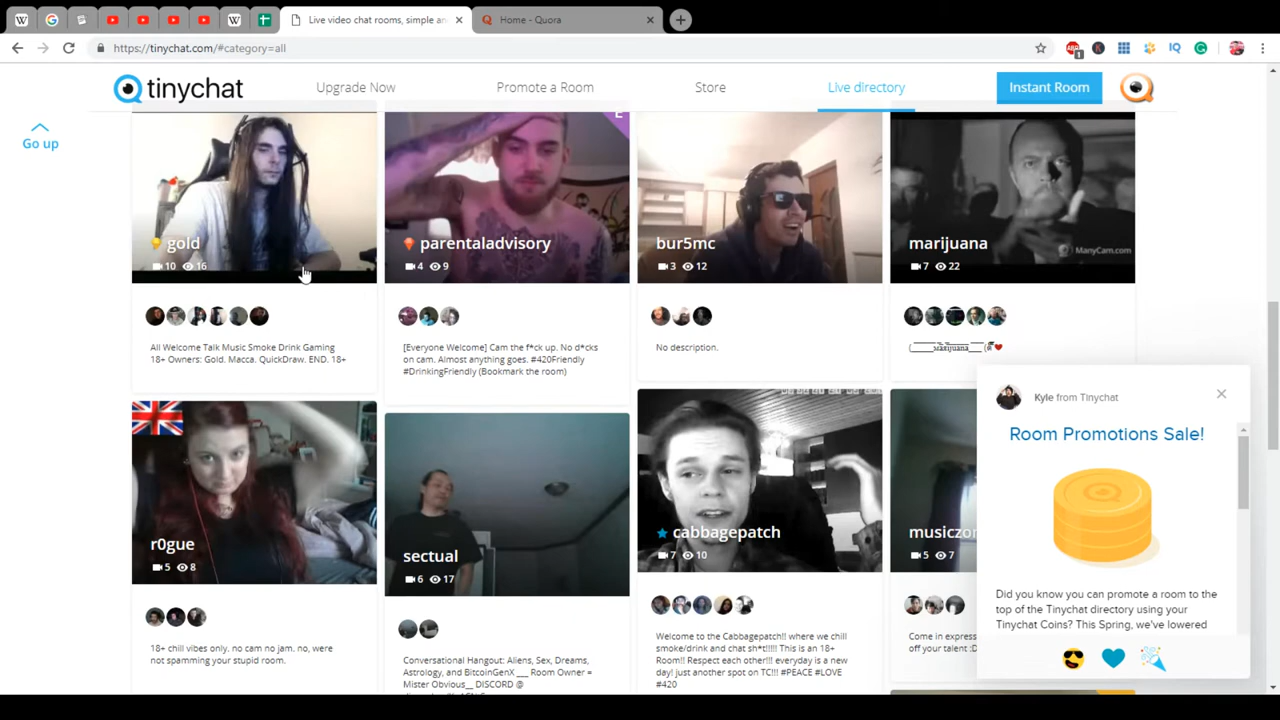 Live video chat rooms, simple an
Home - Quora
https://tinychat.com/#category=all
tinychat
Upgrade Now
Promote a Room
Store
Live directory
Instant Room
Go up
gold
10 16
parentaladvisory
4 9
bur5mc
3 12
marijuana
7 22
ManyCam.com
All Welcome Talk Music Smoke Drink Gaming
18+ Owners: Gold. Macca. QuickDraw. END. 18+
[Everyone Welcome] Cam the f*ck up. No d*cks
on cam. Almost anything goes. #420Friendly
#DrinkingFriendly (Bookmark the room)
No description.
r0gue
5 8
sectual
6 17
cabbagepatch
7 10
musiczo
5 7
18+ chill vibes only. no cam no jam. no, were
not spamming your stupid room.
Conversational Hangout: Aliens, Sex, Dreams,
Astrology, and BitcoinGenX ___ Room Owner =
Mister Obvious__ DISCORD @
Welcome to the Cabbagepatch!! where we chill
smoke/drink and chat sh*t!!!!! This is an 18+
Room!! Respect each other!!! everyday is a new
day! just another spot on TC!!! #PEACE #LOVE
#420
Come in expres
off your talent :D
Kyle from Tinychat
Room Promotions Sale!
Did you know you can promote a room to the
top of the Tinychat directory using your
Tinychat Coins? This Spring, we've lowered